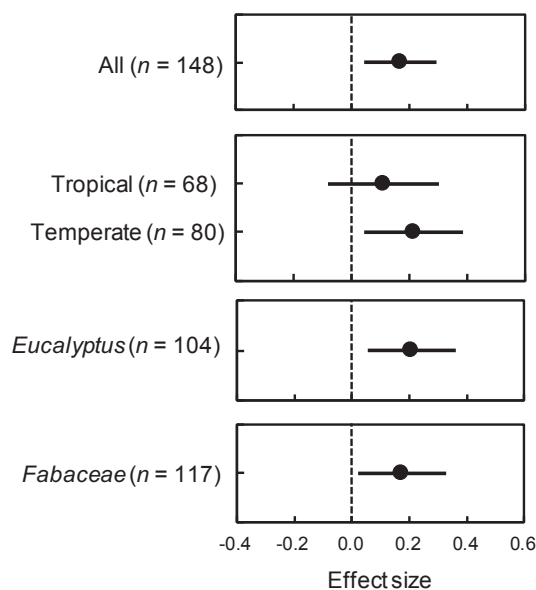 All (n = 148)
Tropical (n = 68)
Temperate (n = 80)
Eucalyptus (n = 104)
Fabaceae (n = 117)
-0.4 -0.2 0.0 0.2 0.4 0.6
Effect size